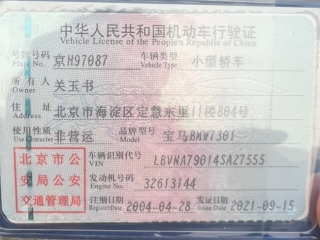 中华人民共和国机动车行驶证
Vehicle License of the People's Republic of China
号牌号码 京H97087 车辆类型 小型轿车
Plate No. Vehicle Type
所有人 关玉书
Owner
住址 北京市海淀区定慧东里11楼804号
Address
使用性质 非营运 品牌型号 宝马BMW7301
Use Character
北京市公安局公安交通管理局
车辆识别代号 LBVNA79014SA27555
VIN
发动机号码 32613144
Engine No.
注册日期 2004-04-28 发证日期 2021-09-15
Register Date Issue Date